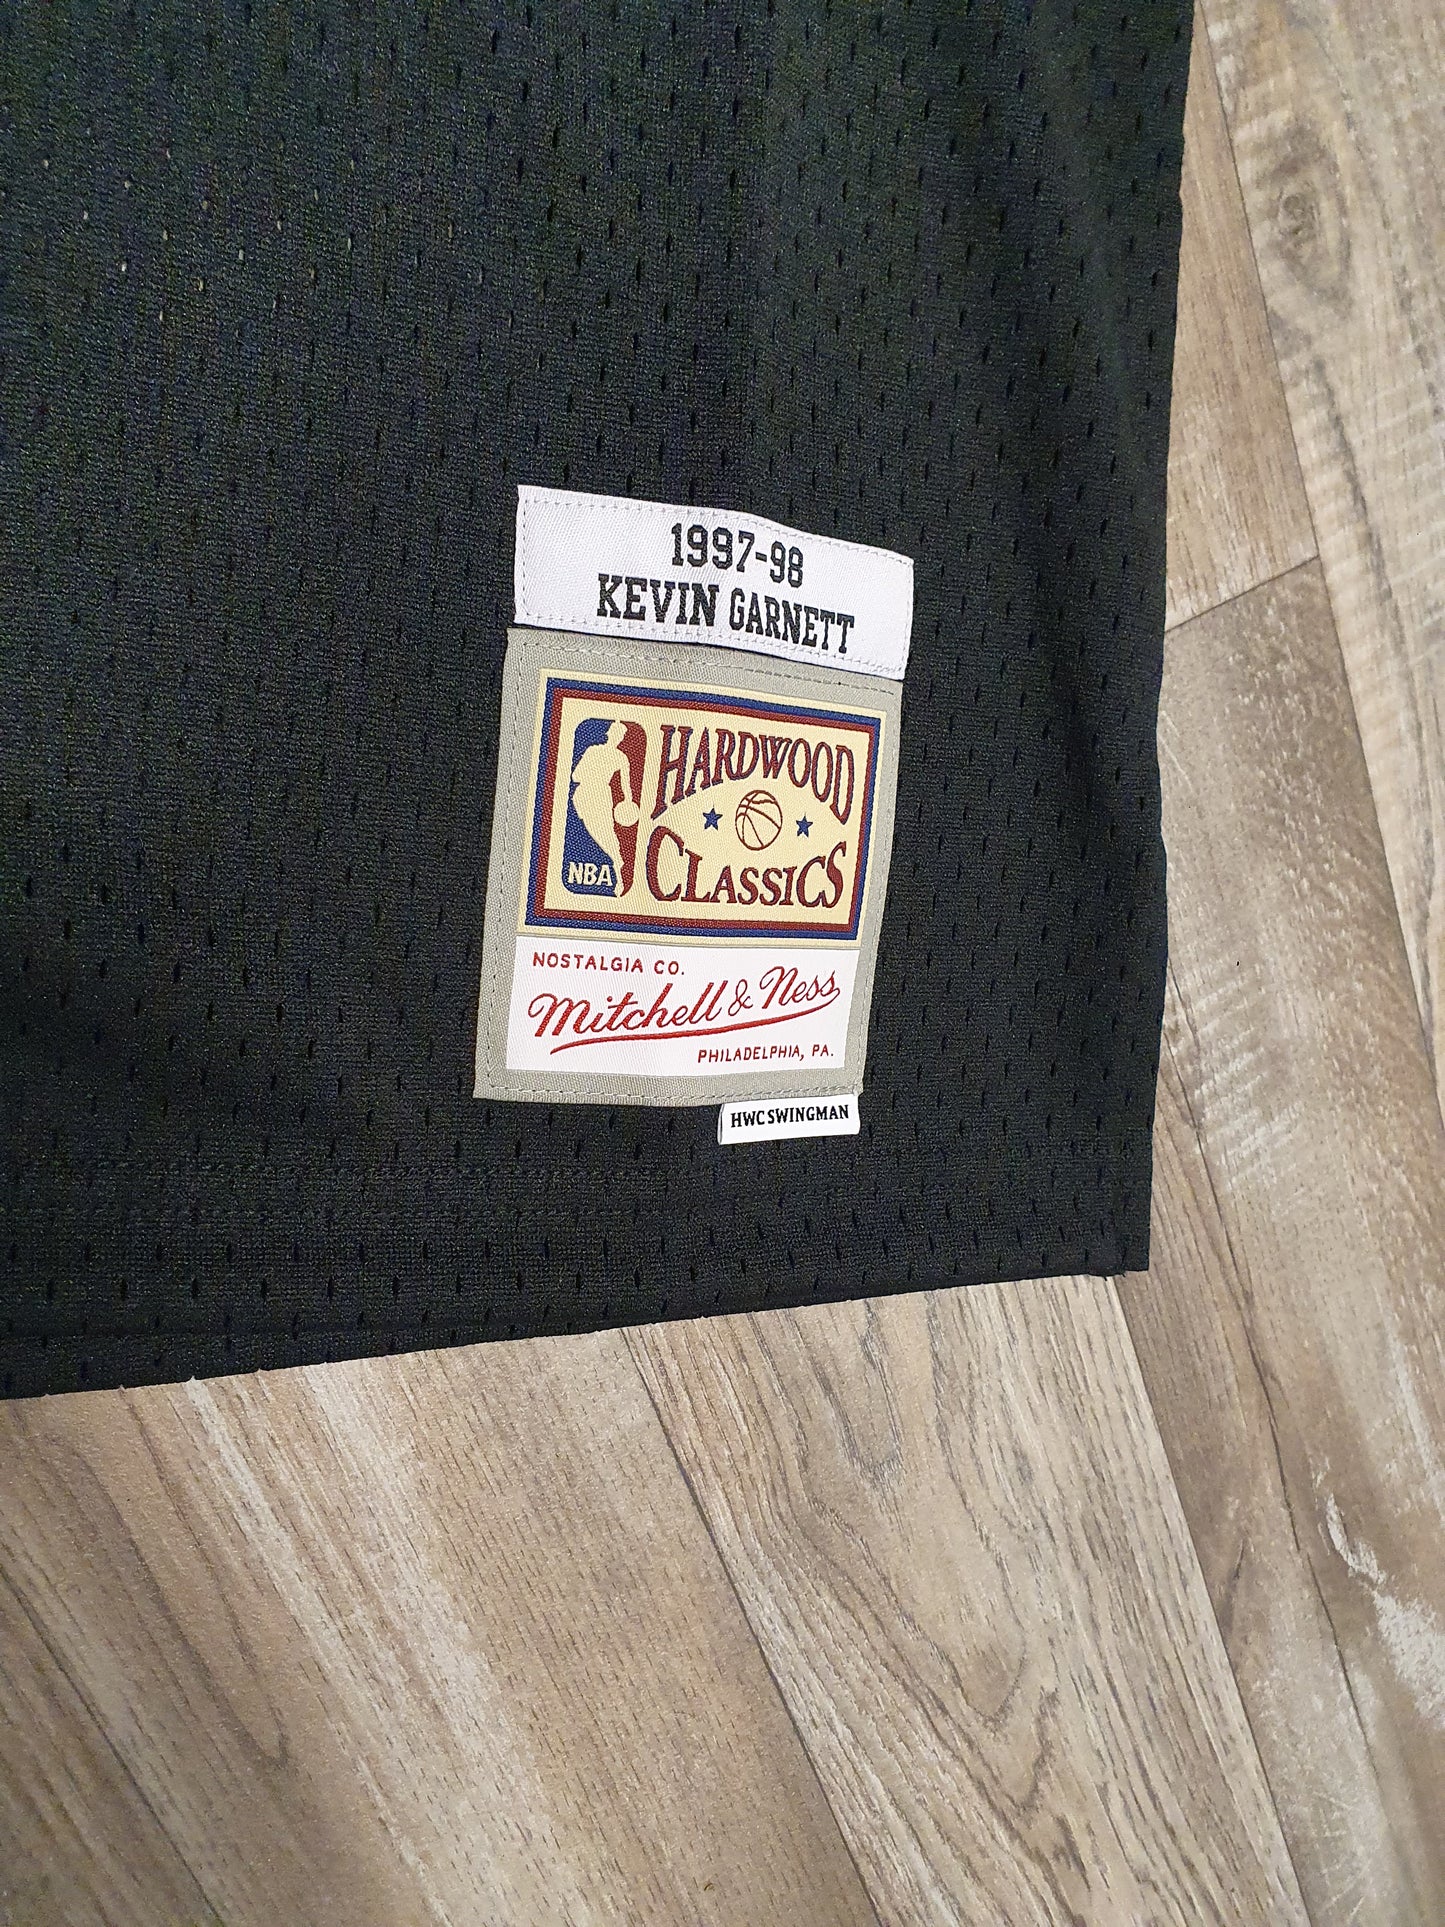 1997-98
KEVIN GARNETT
HARDWOOD
CLASSICS
NBA
NOSTALGIA CO.
Mitchell & Ness
PHILADELPHIA, PA.
HWC SWINGMAN